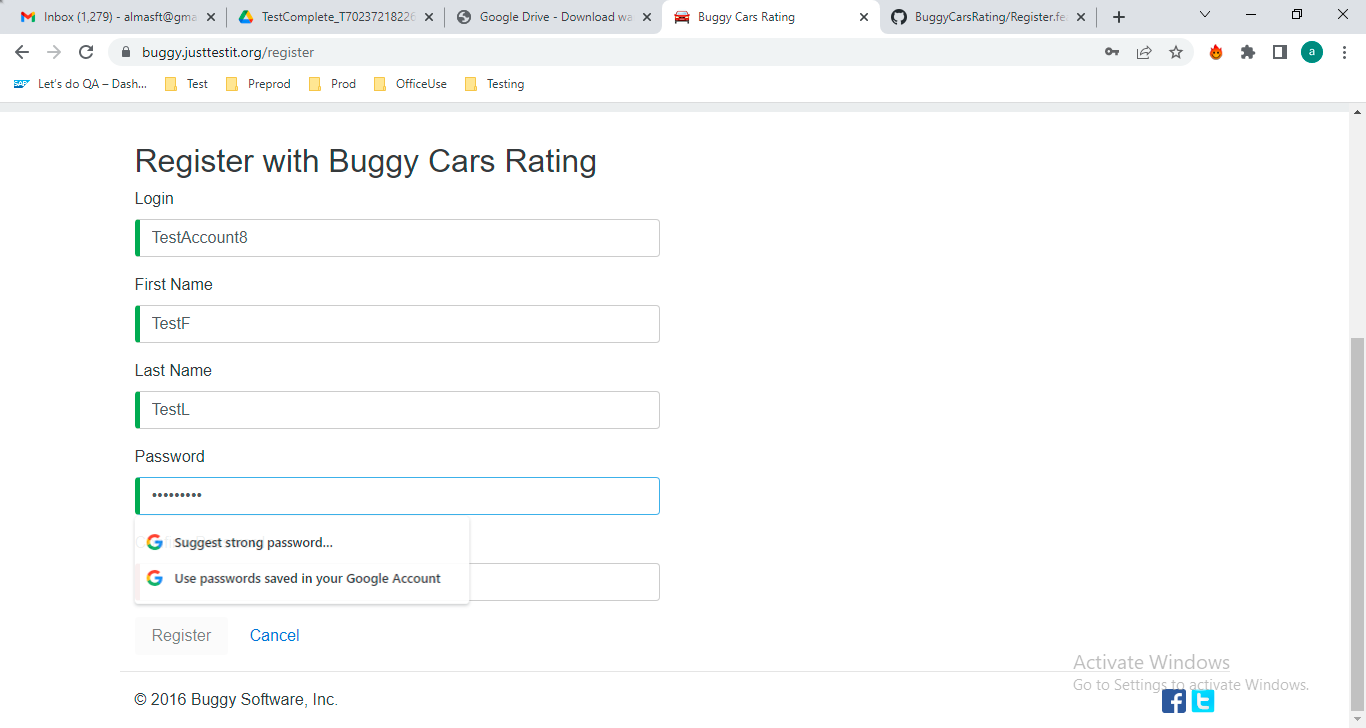 Inbox (1,279) - almasft@gma
TestComplete_T70237218226
Google Drive - Download wa
Buggy Cars Rating
BuggyCarsRating/Register.fe
buggy.justtestit.org/register
a
SAP
Let's do QA – Dash...
Test
Preprod
Prod
OfficeUse
Testing
Register with Buggy Cars Rating
Login
TestAccount8
First Name
TestF
Last Name
TestL
Password
•••••••••
Suggest strong password...
Use passwords saved in your Google Account
Register
Cancel
Activate Windows
Go to Settings to activate Windows.
© 2016 Buggy Software, Inc.